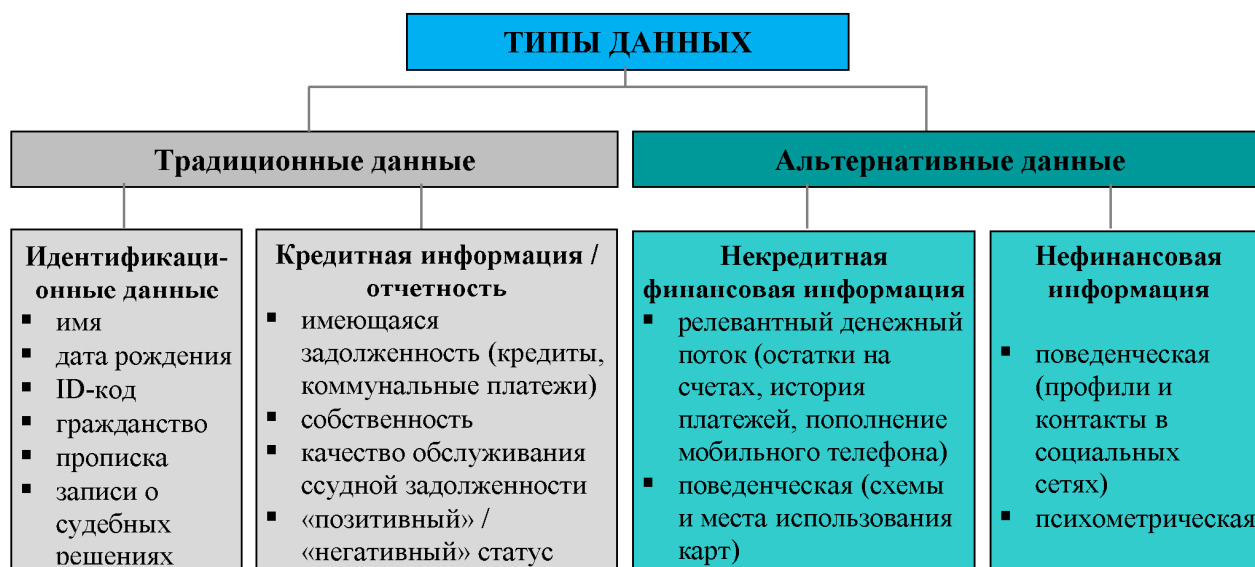 ТИПЫ ДАННЫХ
Традиционные данные
Альтернативные данные
Идентификаци-
онные данные
▪ имя
▪ дата рождения
▪ ID-код
▪ гражданство
▪ прописка
▪ записи о
судебных
решениях
Кредитная информация /
отчетность
▪ имеющаяся
задолженность (кредиты,
коммунальные платежи)
▪ собственность
▪ качество обслуживания
ссудной задолженности
▪ «позитивный» /
«негативный» статус
Некредитная
финансовая информация
▪ релевантный денежный
поток (остатки на
счетах, история
платежей, пополнение
мобильного телефона)
▪ поведенческая (схемы
и места использования
карт)
Нефинансовая
информация
▪ поведенческая
(профили и
контакты в
социальных
сетях)
▪ психометрическая